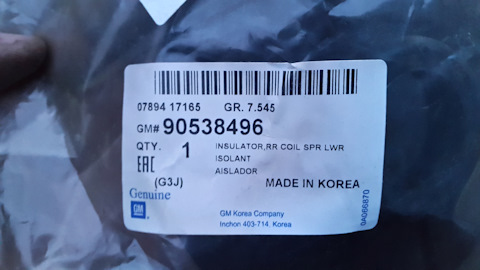 07894 17165 GR. 7.545
GM# 90538496
QTY. 1 INSULATOR,RR COIL SPR LWR
ISOLANT
EAC AISLADOR
(G3J) MADE IN KOREA
Genuine
GM
GM Korea Company
Inchon 403-714. Korea
0A066870